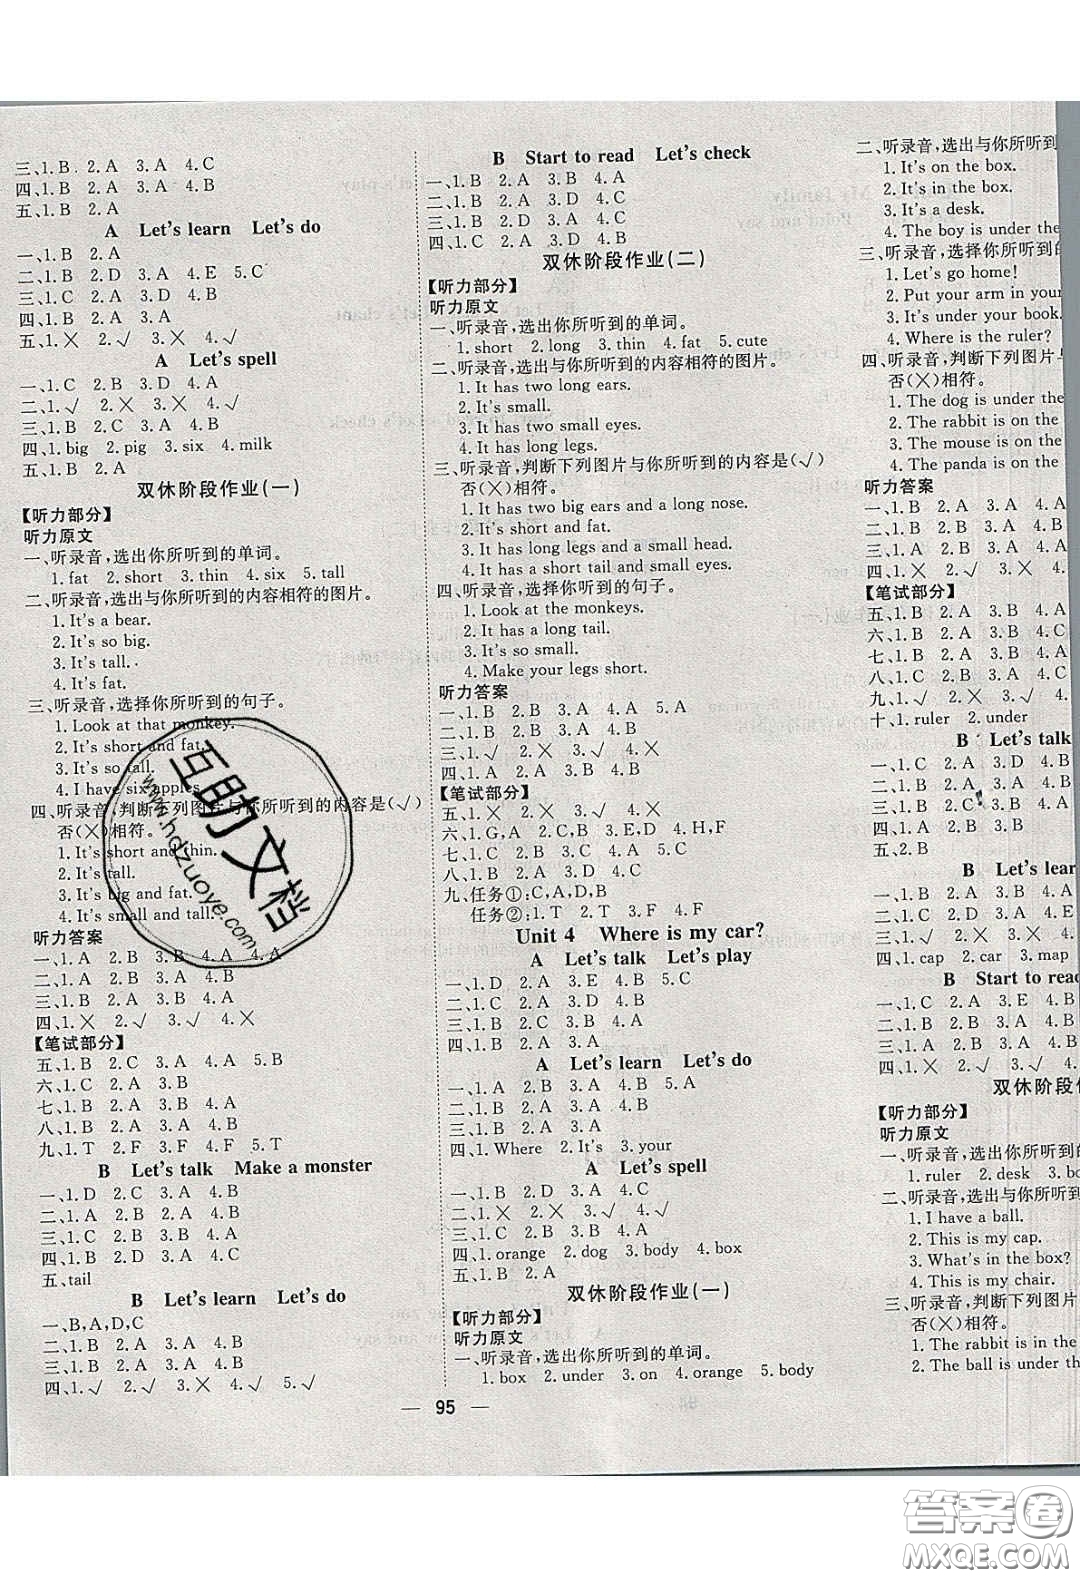 三、1. B 2. A 3. A 4. C
四、1. B 2. A 3. A 4. B
五、1. B 2. A
A Let's learn Let's do
一、1. B 2. A
二、1. B 2. D 3. A 4. E 5. C
三、1. C 2. A 3. D 4. B
四、1. B 2. A 3. A
五、1. ✕ 2. √ 3. ✕ 4. √
A Let's spell
一、1. C 2. B 3. D 4. A
二、1. √ 2. ✕ 3. ✕ 4. √
三、1. B 2. C 3. A 4. B
四、1. big 2. pig 3. six 4. milk
五、1. B 2. A
双休阶段作业(一)
【听力部分】
听力原文
一、听录音,选出你所听到的单词。
1. fat 2. short 3. thin 4. six 5. tall
二、听录音,选出与你所听到的内容相符的图片。
1. It's a bear.
2. It's so big.
3. It's tall.
4. It's fat.
三、听录音,选择你所听到的句子。
1. Look at that monkey.
2. It's short and fat.
3. It's so tall.
4. I have six apples.
四、听录音,判断下列图片与你所听到的内容是(√)
否(✕)相符。
1. It's short and thin.
2. It's tall.
3. It's big and fat.
4. It's small and tall.
听力答案
一、1. A 2. B 3. B 4. A 4. A
二、1. A 2. A 3. A 4. B
三、1. B 2. A 3. A 4. B
四、1. ✕ 2. √ 3. √ 4. ✕
【笔试部分】
五、1. B 2. C 3. A 4. A 5. B
六、1. C 2. A 3. B
七、1. B 2. B 3. B 4. A
八、1. B 2. A 3. A 4. B
九、1. T 2. F 3. F 4. F 5. T
B Let's talk Make a monster
一、1. D 2. C 3. A 4. B
二、1. A 2. B 3. A 4. B
三、1. B 2. A 3. A 4. B
四、1. B 2. D 3. A 4. C
五、tail
B Let's learn Let's do
一、B, A, D, C
二、1. B 2. A 3. A 4. B
三、1. B 2. A 3. A 4. B
四、1. √ 2. √ 3. ✕ 4. √ 5. √
B Start to read Let's check
一、1. B 2. A 3. B 4. A
二、1. B 2. A 3. A 4. B
三、1. B 2. D 3. A 4. C
四、1. C 2. A 3. D 4. B
双休阶段作业(二)
【听力部分】
听力原文
一、听录音,选出你所听到的单词。
1. short 2. long 3. thin 4. fat 5. cute
二、听录音,选出与你所听到的内容相符的图片。
1. It has two long ears.
2. It's small.
3. It has two small eyes.
4. It has long legs.
三、听录音,判断下列图片与你所听到的内容是(√)
否(✕)相符。
1. It has two big ears and a long nose.
2. It's short and fat.
3. It has long legs and a small head.
4. It has a short tail and small eyes.
四、听录音,选择你所听到的句子。
1. Look at the monkeys.
2. It has a long tail.
3. It's so small.
4. Make your legs short.
听力答案
一、1. B 2. B 3. A 4. A 5. A
二、1. B 2. A 3. A 4. B
三、1. √ 2. ✕ 3. ✕ 4. √
四、1. B 2. A 3. A 4. B
【笔试部分】
五、1. ✕ 2. ✕ 3. √ 4. ✕
六、1. G, A 2. C, B 3. E, D 4. H, F
七、1. C 2. A 3. B 4. B
八、1. B 2. A 3. A 4. B
九、任务①: C, A, D, B
任务②: 1. T 2. T 3. F 4. F
Unit 4 Where is my car?
A Let's talk Let's play
一、1. D 2. A 3. E 4. B 5. C
二、1. C 2. A 3. D 4. B
三、1. B 2. A 3. B 4. A
四、1. B 2. A 3. A
A Let's learn Let's do
一、1. A 2. B 3. A 4. B 5. A
二、1. B 2. A 3. A 4. B
三、1. B 2. A 3. A
四、1. Where 2. It's 3. your
A Let's spell
一、1. B 2. A 3. A 4. B
二、1. ✕ 2. ✕ 3. √ 4. √
三、1. C 2. B 3. A 4. B
四、1. orange 2. dog 3. body 4. box
五、1. B 2. A
双休阶段作业(一)
【听力部分】
听力原文
一、听录音,选出你所听到的单词。
1. box 2. under 3. on 4. orange 5. body
— 95 —
二、听录音,选出与你所听到
1. It's on the box.
2. It's in the box.
3. It's a desk.
4. The boy is under the
三、听录音,选择你所听到的
1. Let's go home!
2. Put your arm in your
3. It's under your book.
4. Where is the ruler?
四、听录音,判断下列图片与
否(✕)相符。
1. The dog is under the
2. The rabbit is on the
3. The mouse is on the
4. The panda is on the
听力答案
一、1. B 2. A 3. A 4. A
二、1. B 2. A 3. B 4. B
三、1. A 2. B 3. A 4. A
四、1. ✕ 2. √ 3. ✕ 4.
【笔试部分】
五、1. B 2. A 3. B 4. A
六、1. B 2. A 3. A 4. B
七、1. B 2. A 3. A 4. B
八、1. C 2. B 3. A 4. C
九、1. √ 2. ✕ 3. √ 4. √
十、1. ruler 2. under
B Let's talk
一、1. C 2. A 3. D 4. B
二、1. A 2. B 3. A 4. B
三、1. B 2. C 3. A 4. B
四、1. A 2. B 3. A
五、2. B
B Let's lear
一、1. B 2. A 3. B 4. A
二、1. C 2. A 3. D 4. B
三、1. B 2. A 3. B 4. B
四、1. cap 2. car 3. map
B Start to read
一、1. C 2. A 3. E 4. B
二、1. B 2. B 3. A 4. A
三、1. C 2. A 3. A 4. B
四、1. ✕ 2. √ 3. √ 4. √
双休阶段作
【听力部分】
听力原文
一、听录音,选出你所听到的
1. ruler 2. desk 3. box
二、听录音,选出与你所听到
1. I have a ball.
2. This is my cap.
3. What's in the box?
4. This is my chair.
三、听录音,判断下列图片与
否(✕)相符。
1. The rabbit is in the
2. The ball is under the
互助文档
www.hdzuoye.com
答案卷
MXQE.COM